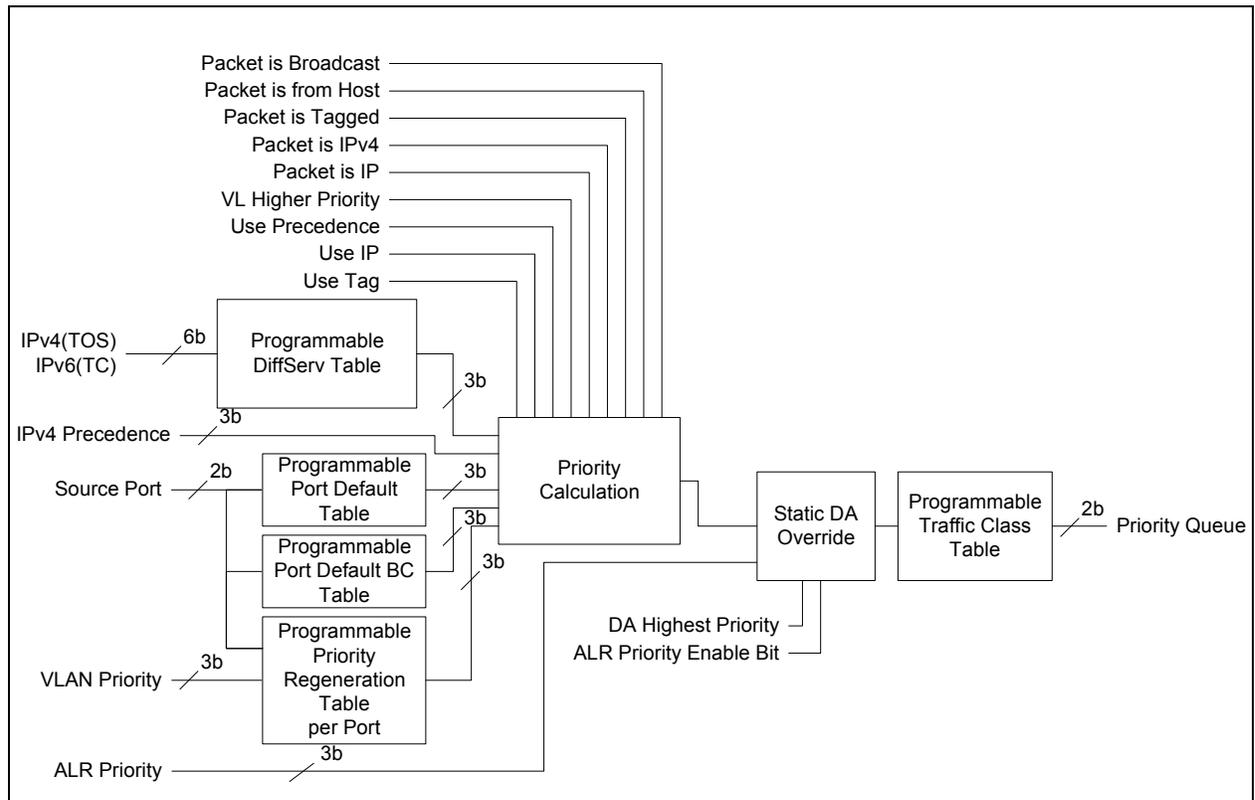 Packet is Broadcast
Packet is from Host
Packet is Tagged
Packet is IPv4
Packet is IP
VL Higher Priority
Use Precedence
Use IP
Use Tag
IPv4(TOS)
IPv6(TC)
6b
Programmable
DiffServ Table
3b
IPv4 Precedence
3b
Source Port
2b
Programmable
Port Default
Table
3b
Programmable
Port Default BC
Table
3b
VLAN Priority
3b
Programmable
Priority
Regeneration
Table
per Port
3b
ALR Priority
3b
Priority
Calculation
Static DA
Override
DA Highest Priority
ALR Priority Enable Bit
Programmable
Traffic Class
Table
2b
Priority Queue